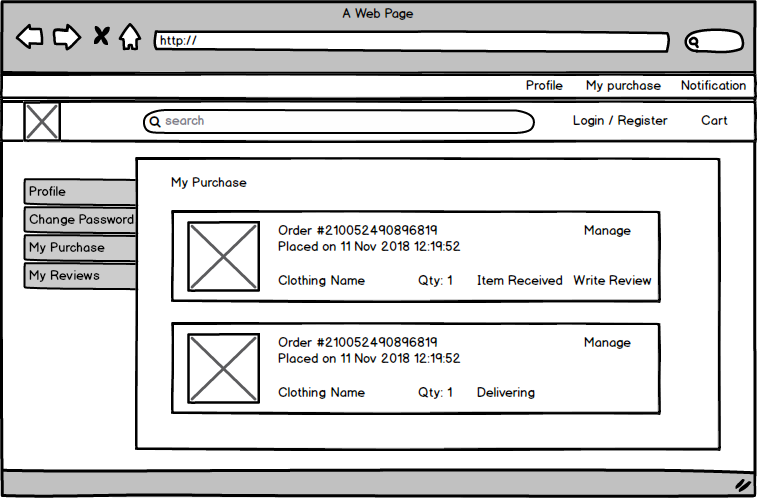 A Web Page
http://
Profile My purchase Notification
search Login / Register Cart
My Purchase
Profile
Change Password
My Purchase
My Reviews
Order #210052490896819 Manage
Placed on 11 Nov 2018 12:19:52
Clothing Name Qty: 1 Item Received Write Review
Order #210052490896819 Manage
Placed on 11 Nov 2018 12:19:52
Clothing Name Qty: 1 Delivering